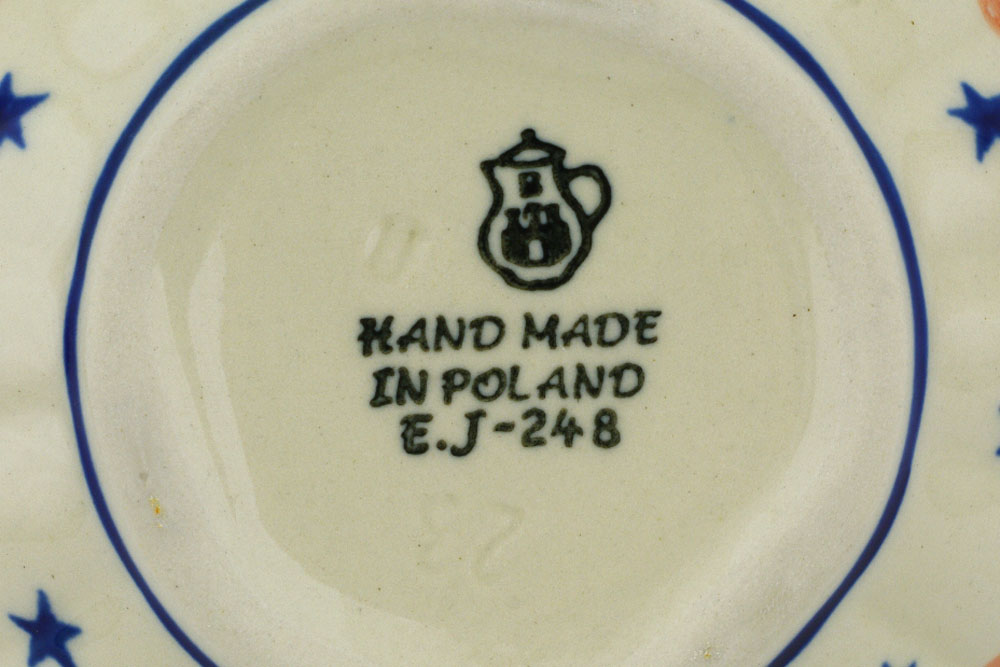 B
HAND MADE
IN POLAND
E.J-248